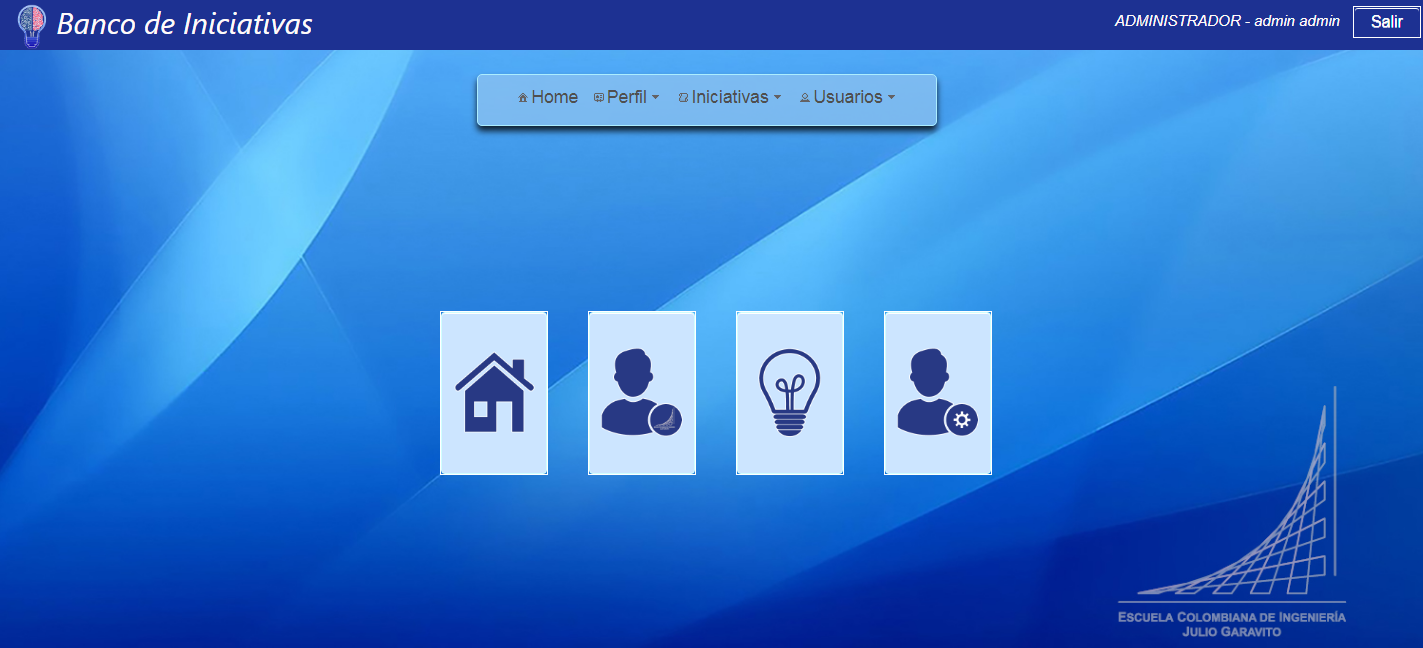 Banco de Iniciativas
ADMINISTRADOR - admin admin
Salir
Home Perfil Iniciativas Usuarios
ESCUELA COLOMBIANA DE INGENIERÍA
JULIO GARAVITO